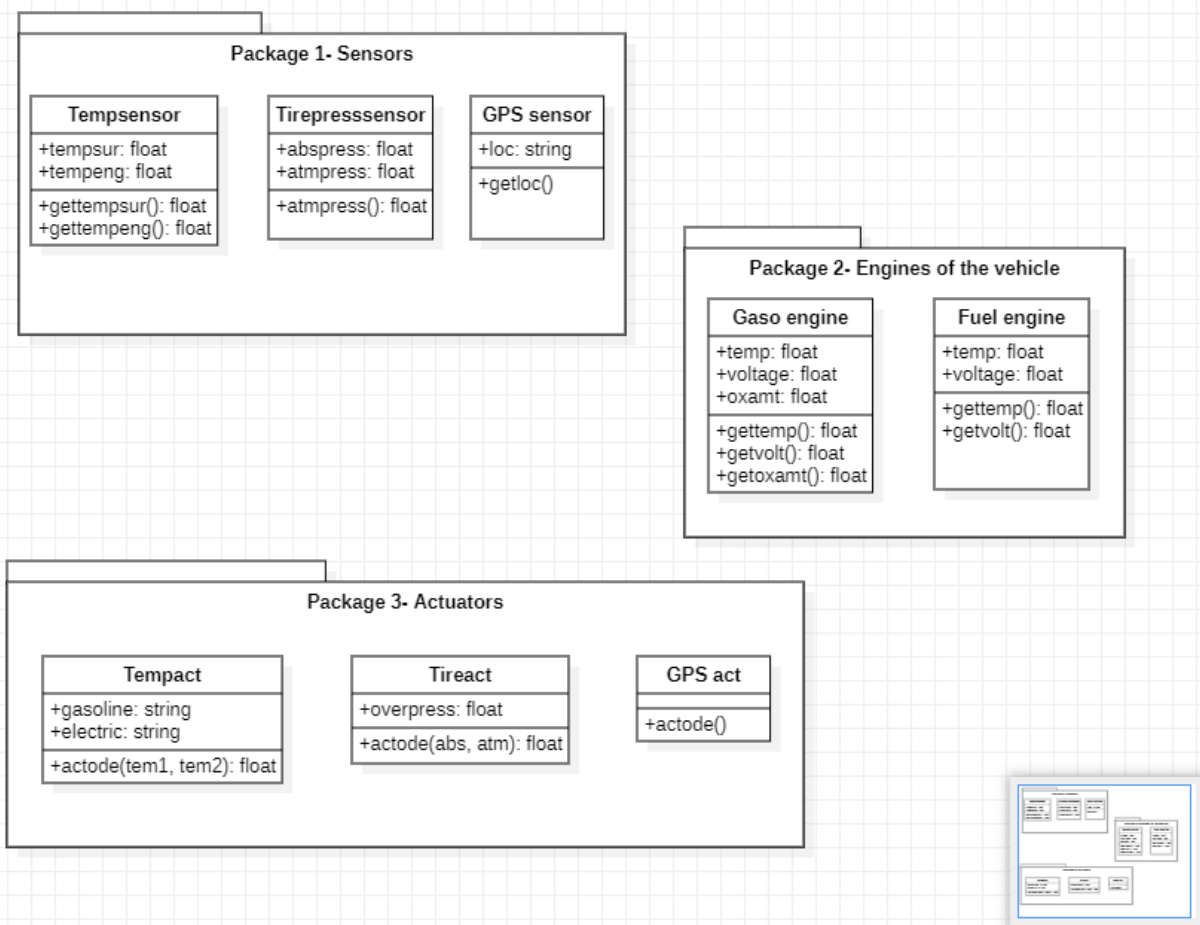 Package 1- Sensors
Tempsensor
+tempsur: float
+tempeng: float
+gettempsur(): float
+gettempeng(): float
Tirepresssensor
+abspress: float
+atmpress: float
+atmpress(): float
GPS sensor
+loc: string
+getloc()
Package 2- Engines of the vehicle
Gaso engine
+temp: float
+voltage: float
+oxamt: float
+gettemp(): float
+getvolt(): float
+getoxamt(): float
Fuel engine
+temp: float
+voltage: float
+gettemp(): float
+getvolt(): float
Package 3- Actuators
Tempact
+gasoline: string
+electric: string
+actode(tem1, tem2): float
Tireact
+overpress: float
+actode(abs, atm): float
GPS act
+actode()